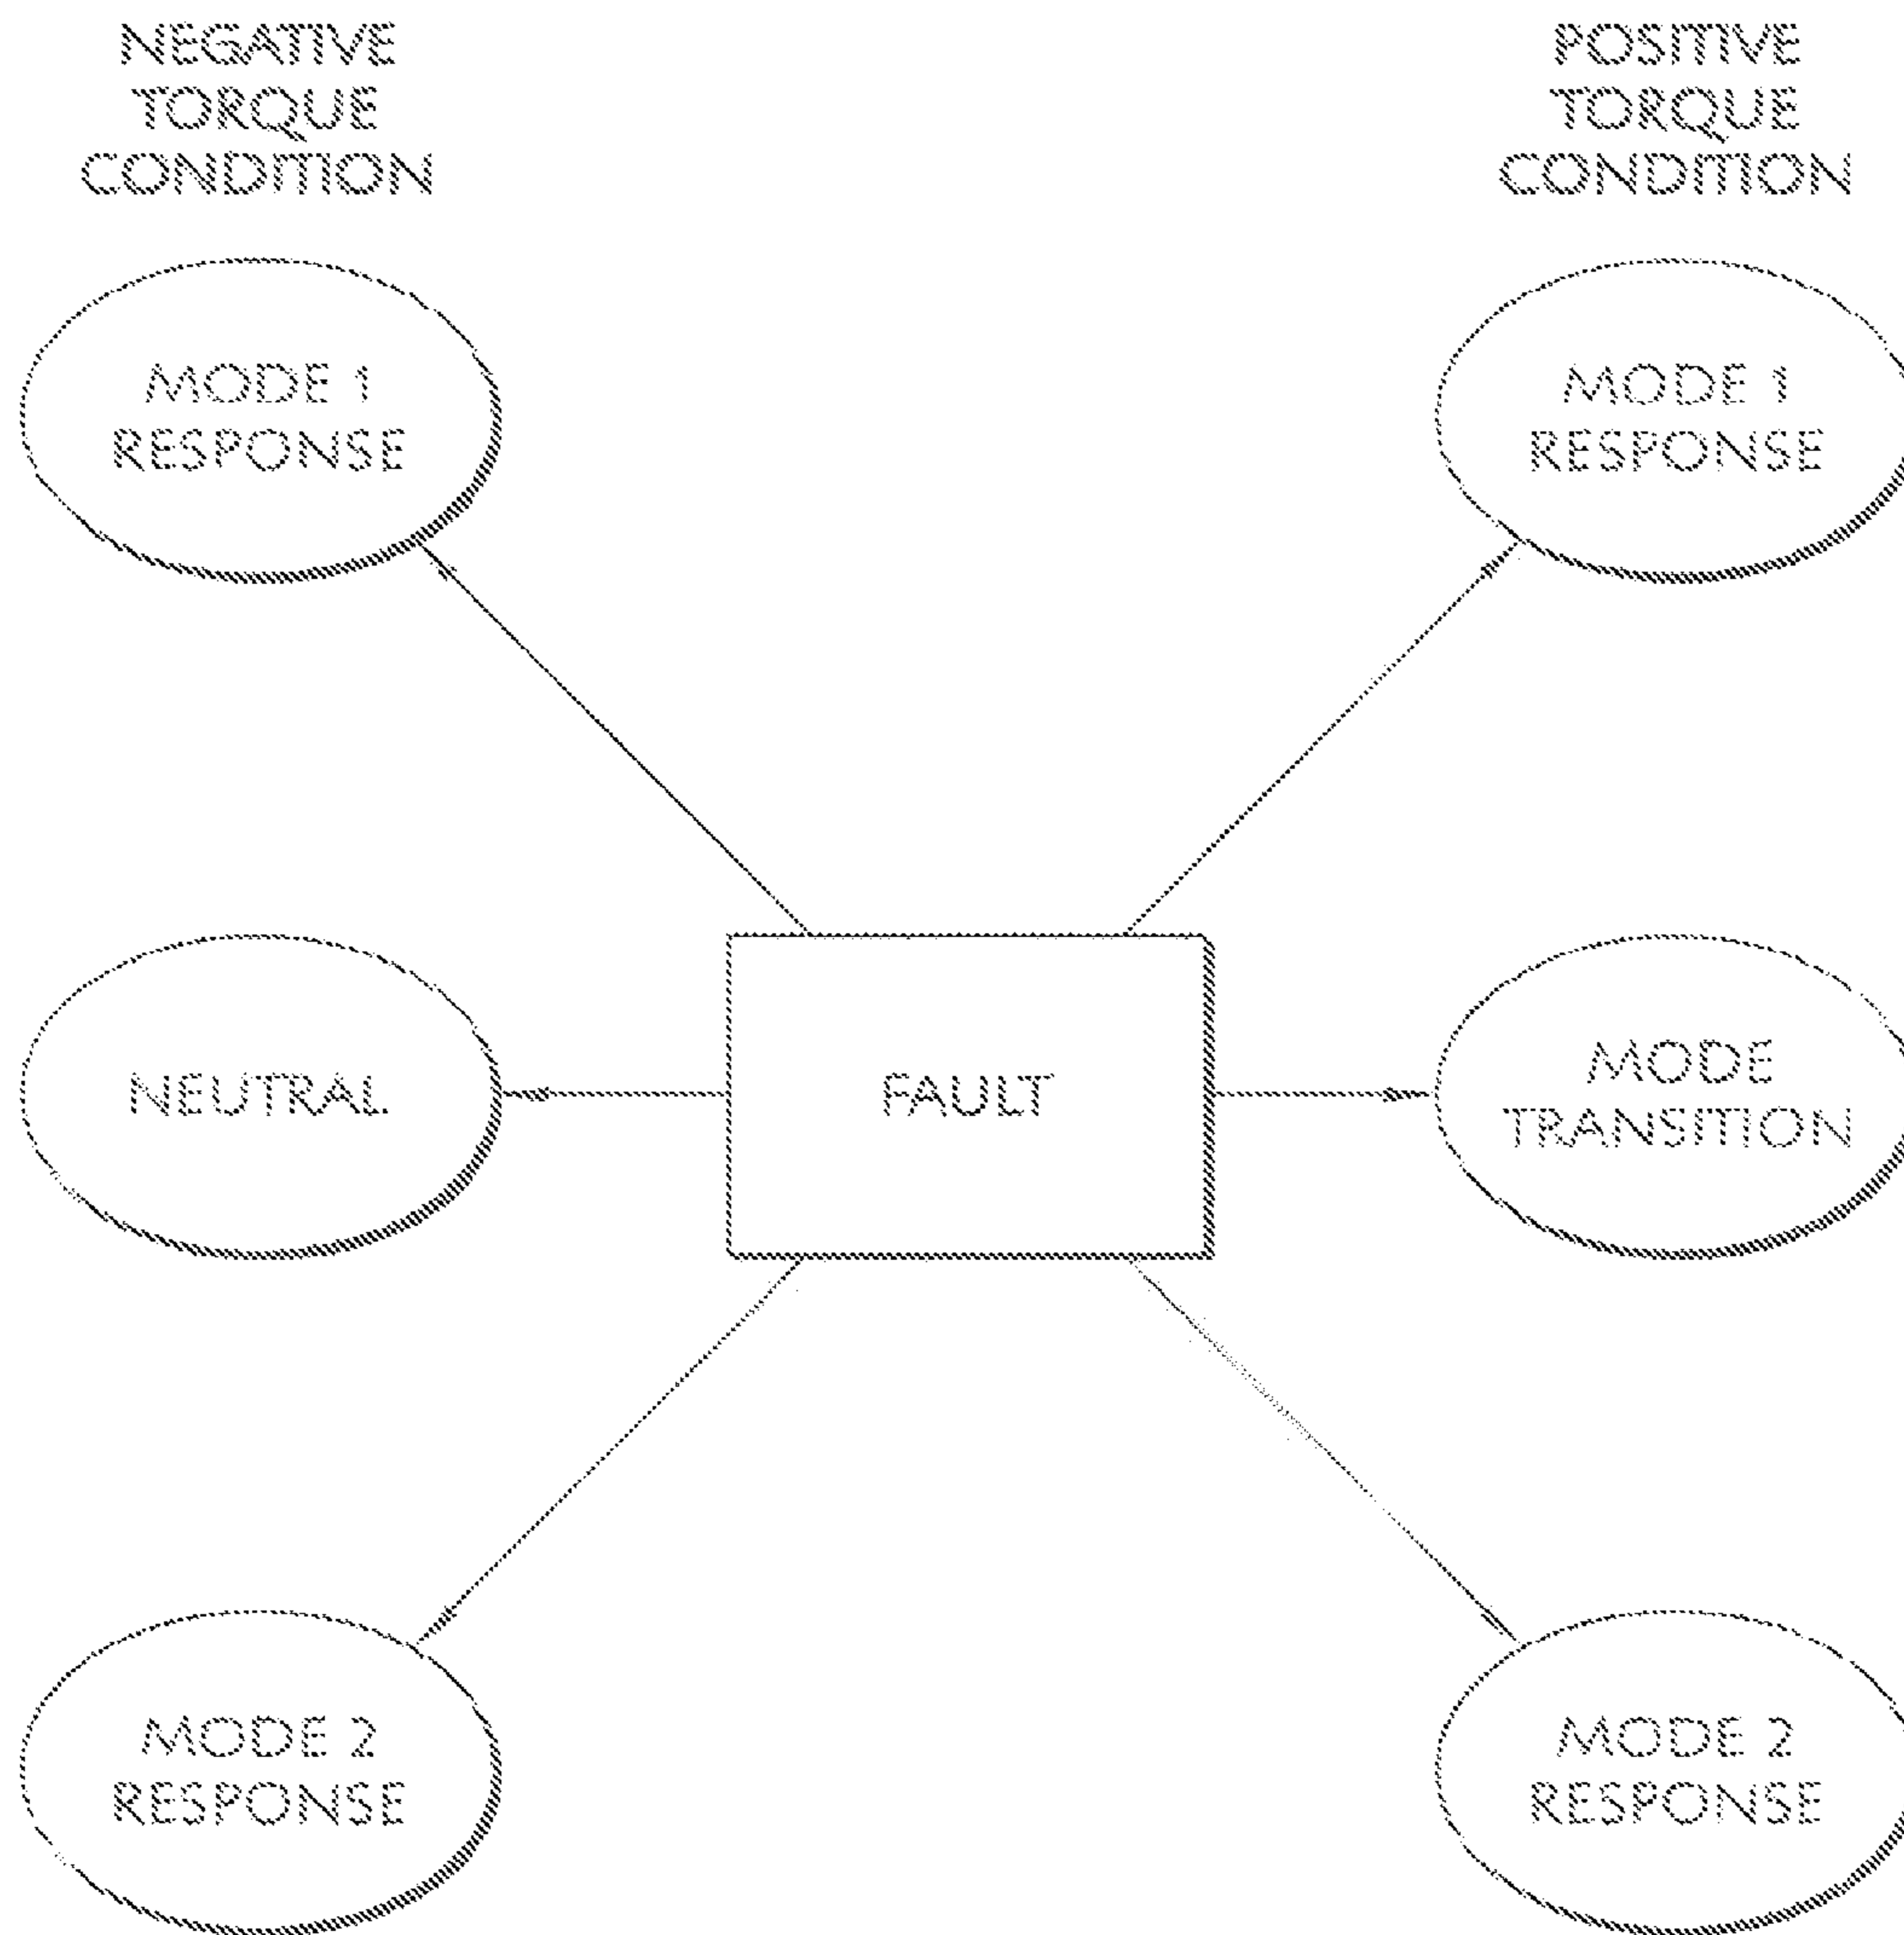 NEGATIVE
TORQUE
CONDITION
POSITIVE
TORQUE
CONDITION
MODE 1
RESPONSE
MODE 1
RESPONSE
NEUTRAL
FAULT
MODE
TRANSITION
MODE 2
RESPONSE
MODE 2
RESPONSE